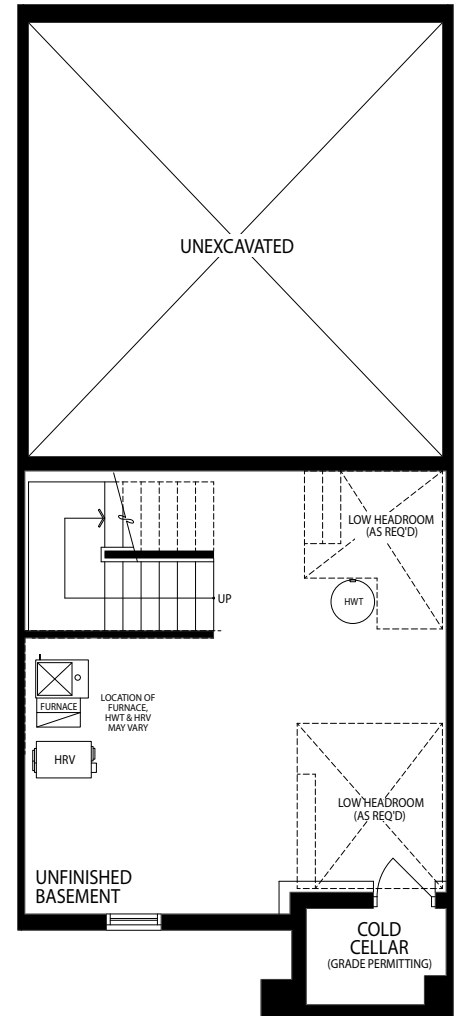 UNEXCAVATED
LOW HEADROOM
(AS REQ'D)
HWT
UP
FURNACE
LOCATION OF
FURNACE,
HWT & HRV
MAY VARY
HRV
LOW HEADROOM
(AS REQ'D)
UNFINISHED
BASEMENT
COLD
CELLAR
(GRADE PERMITTING)